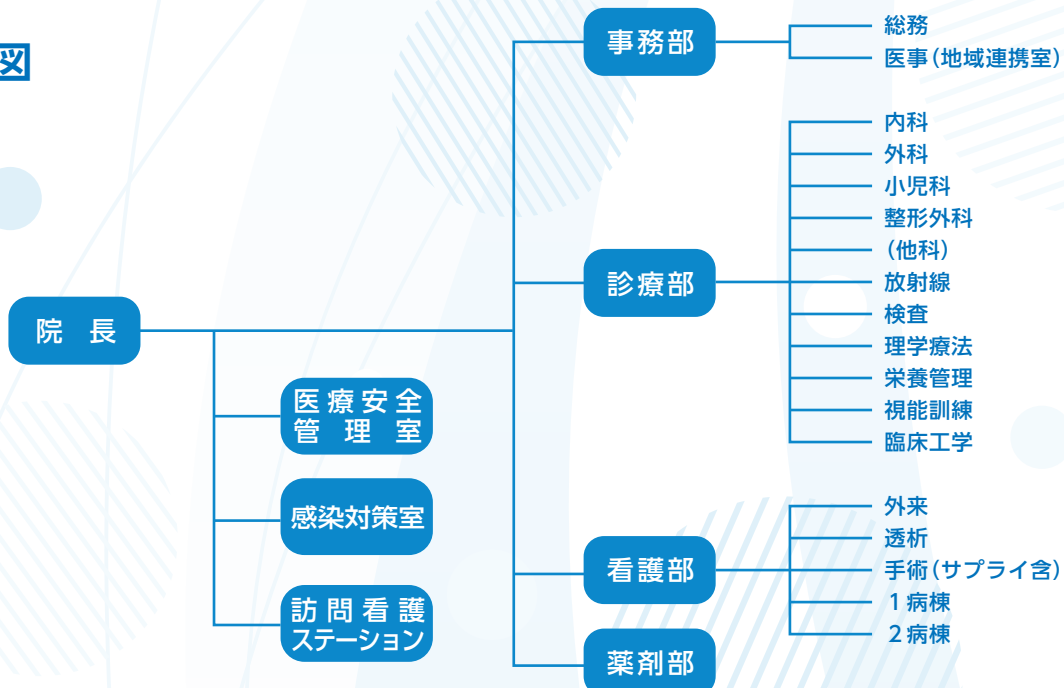 図
院長
医療安全
管理室
感染対策室
訪問看護
ステーション
事務部
総務
医事(地域連携室)
診療部
内科
外科
小児科
整形外科
(他科)
放射線
検査
理学療法
栄養管理
視能訓練
臨床工学
看護部
外来
透析
手術(サプライ含)
1病棟
2病棟
薬剤部